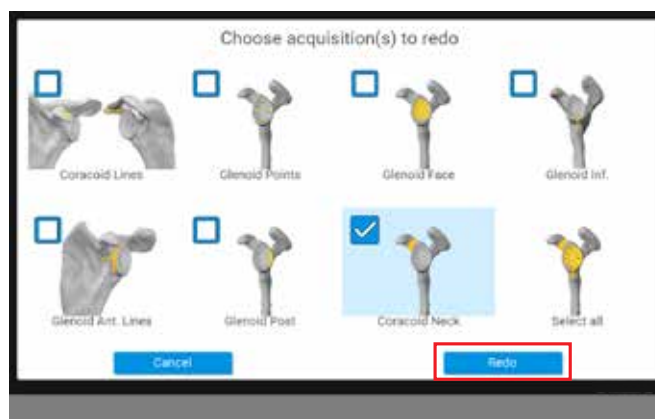 Choose acquisition(s) to redo
Coracoid Lines
Glenoid Points
Glenoid Face
Glenoid Inf.
Glenoid Ant. Lines
Glenoid Post
Coracoid Neck
Select all
Cancel
Redo